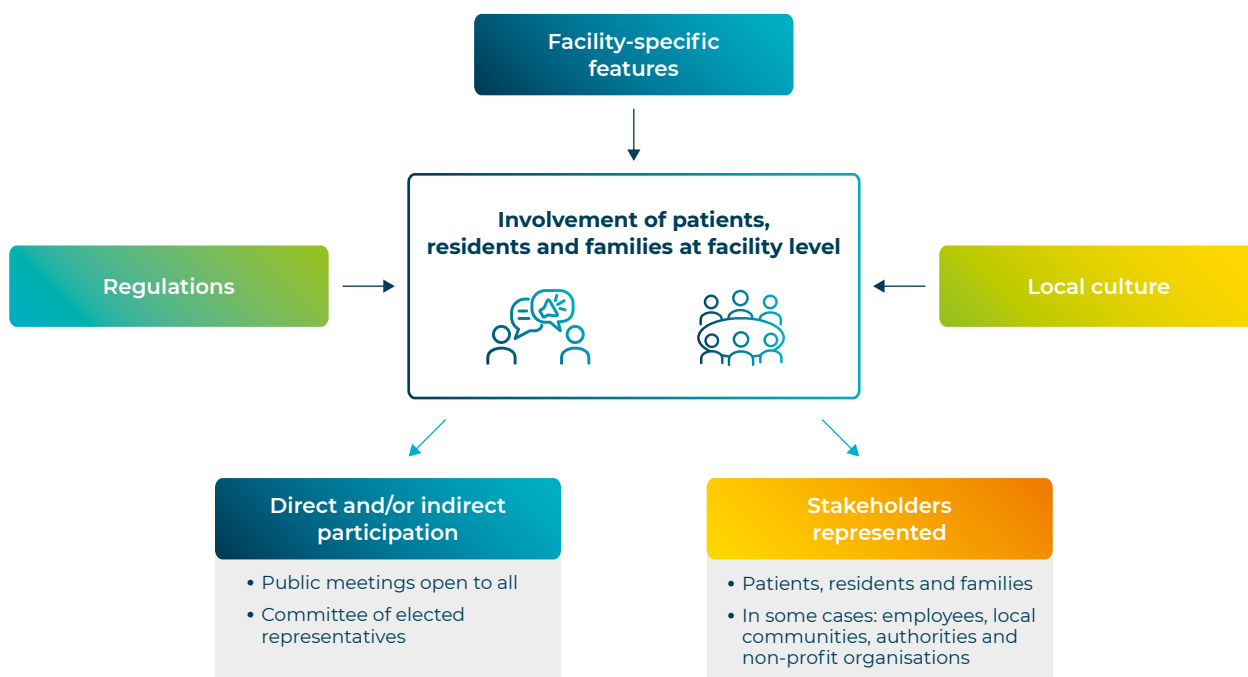 Facility-specific
features
Involvement of patients,
residents and families at facility level
Regulations
Local culture
Direct and/or indirect
participation
• Public meetings open to all
• Committee of elected
representatives
Stakeholders
represented
• Patients, residents and families
• In some cases: employees, local
communities, authorities and
non-profit organisations